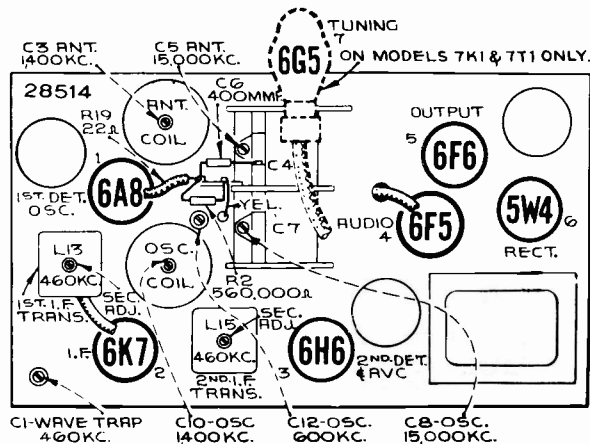 C3 ANT.
1400KC.
C5 ANT.
15,000KC.
TUNING
7
ON MODELS 7K1 & 7T1 ONLY.
6G5
28514
C6
400MMF.
R19
22Ω
ANT.
COIL
OUTPUT
5
6F6
1
6A8
1ST. DET.
OSC.
C4
YEL.
C7
AUDIO
4
6F5
5W4
6
RECT.
L13
460KC.
1ST. I.F.
TRANS.
SEC.
ADJ.
OSC.
COIL
R2
560,000Ω
L15
460KC.
SEC.
ADJ.
I.F.
6K7
2
2ND. I.F.
TRANS.
3
6H6
2ND. DET.
& AVC
C1-WAVE TRAP
460KC.
C10-OSC
1400KC.
C12-OSC.
600KC.
C8-OSC.
15,000KC.